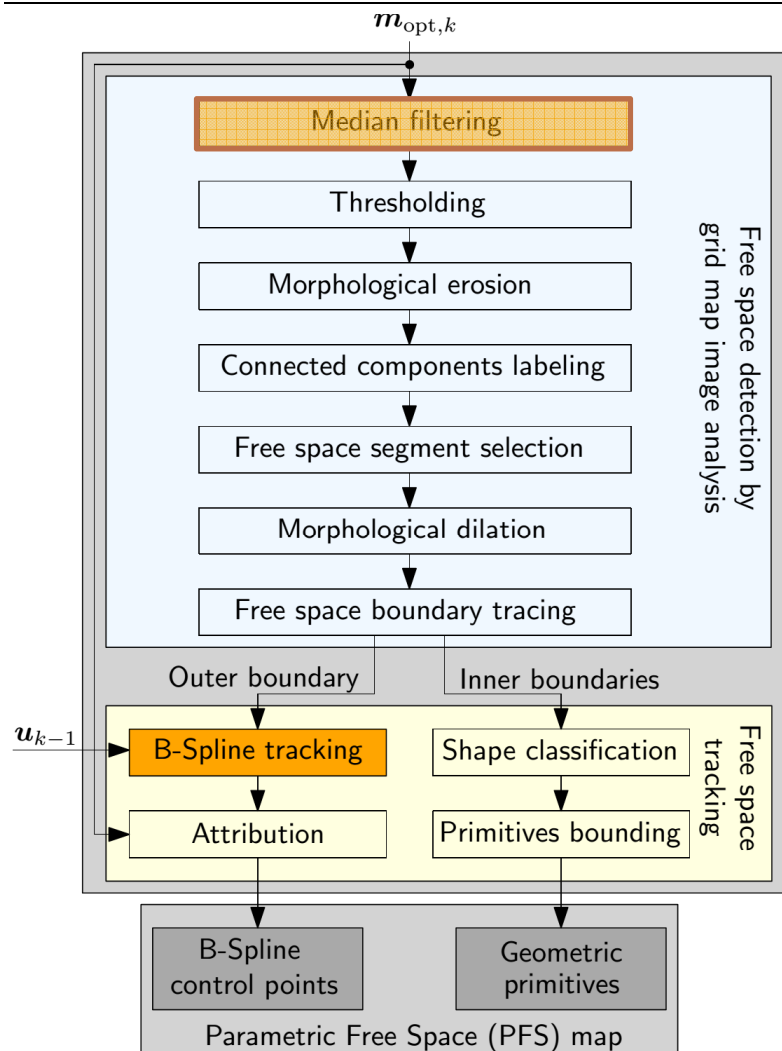 m_opt,k
Median filtering
Thresholding
Morphological erosion
Connected components labeling
Free space segment selection
Morphological dilation
Free space boundary tracing
Free space detection by
grid map image analysis
Outer boundary
Inner boundaries
u_k−1
B-Spline tracking
Shape classification
Attribution
Primitives bounding
Free space
tracking
B-Spline
control points
Geometric
primitives
Parametric Free Space (PFS) map